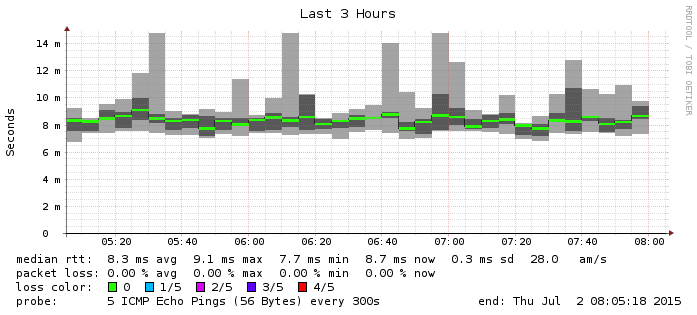 Last 3 Hours
RRDTOOL / TOBI OETIKER
Seconds
14 m
12 m
10 m
8 m
6 m
4 m
2 m
0
05:20 05:40 06:00 06:20 06:40 07:00 07:20 07:40 08:00
median rtt: 8.3 ms avg 9.1 ms max 7.7 ms min 8.7 ms now 0.3 ms sd 28.0 am/s
packet loss: 0.00 % avg 0.00 % max 0.00 % min 0.00 % now
loss color: 0 1/5 2/5 3/5 4/5
probe: 5 ICMP Echo Pings (56 Bytes) every 300s end: Thu Jul 2 08:05:18 2015